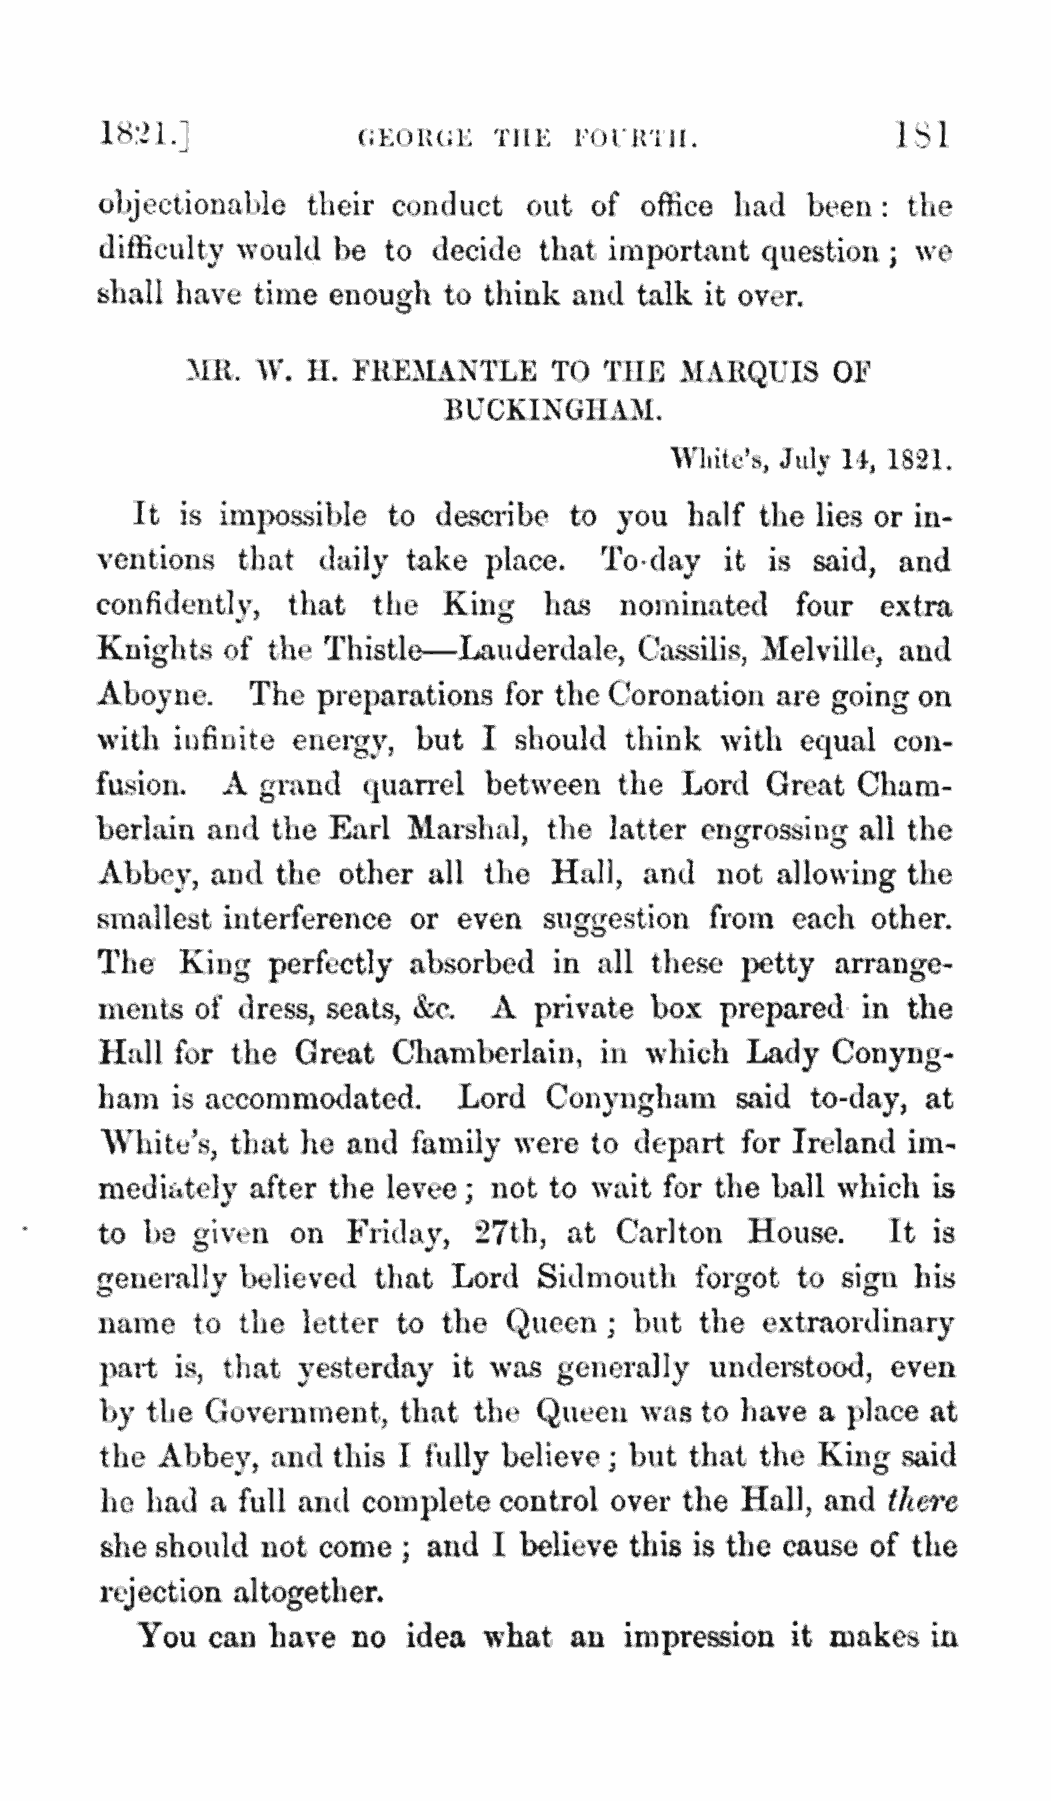 1821.] GEORGE THE FOURTH. 181
objectionable their conduct out of office had been : the
difficulty would be to decide that important question ; we
shall have time enough to think and talk it over.
MR. W. H. FREMANTLE TO THE MARQUIS OF
BUCKINGHAM.
White's, July 14, 1821.
It is impossible to describe to you half the lies or in-
ventions that daily take place. To-day it is said, and
confidently, that the King has nominated four extra
Knights of the Thistle—Lauderdale, Cassilis, Melville, and
Aboyne. The preparations for the Coronation are going on
with infinite energy, but I should think with equal con-
fusion. A grand quarrel between the Lord Great Cham-
berlain and the Earl Marshal, the latter engrossing all the
Abbey, and the other all the Hall, and not allowing the
smallest interference or even suggestion from each other.
The King perfectly absorbed in all these petty arrange-
ments of dress, seats, &c. A private box prepared in the
Hall for the Great Chamberlain, in which Lady Conyng-
ham is accommodated. Lord Conyngham said to-day, at
White's, that he and family were to depart for Ireland im-
mediately after the levee ; not to wait for the ball which is
to be given on Friday, 27th, at Carlton House. It is
generally believed that Lord Sidmouth forgot to sign his
name to the letter to the Queen ; but the extraordinary
part is, that yesterday it was generally understood, even
by the Government, that the Queen was to have a place at
the Abbey, and this I fully believe ; but that the King said
he had a full and complete control over the Hall, and there
she should not come ; and I believe this is the cause of the
rejection altogether.
You can have no idea what an impression it makes in